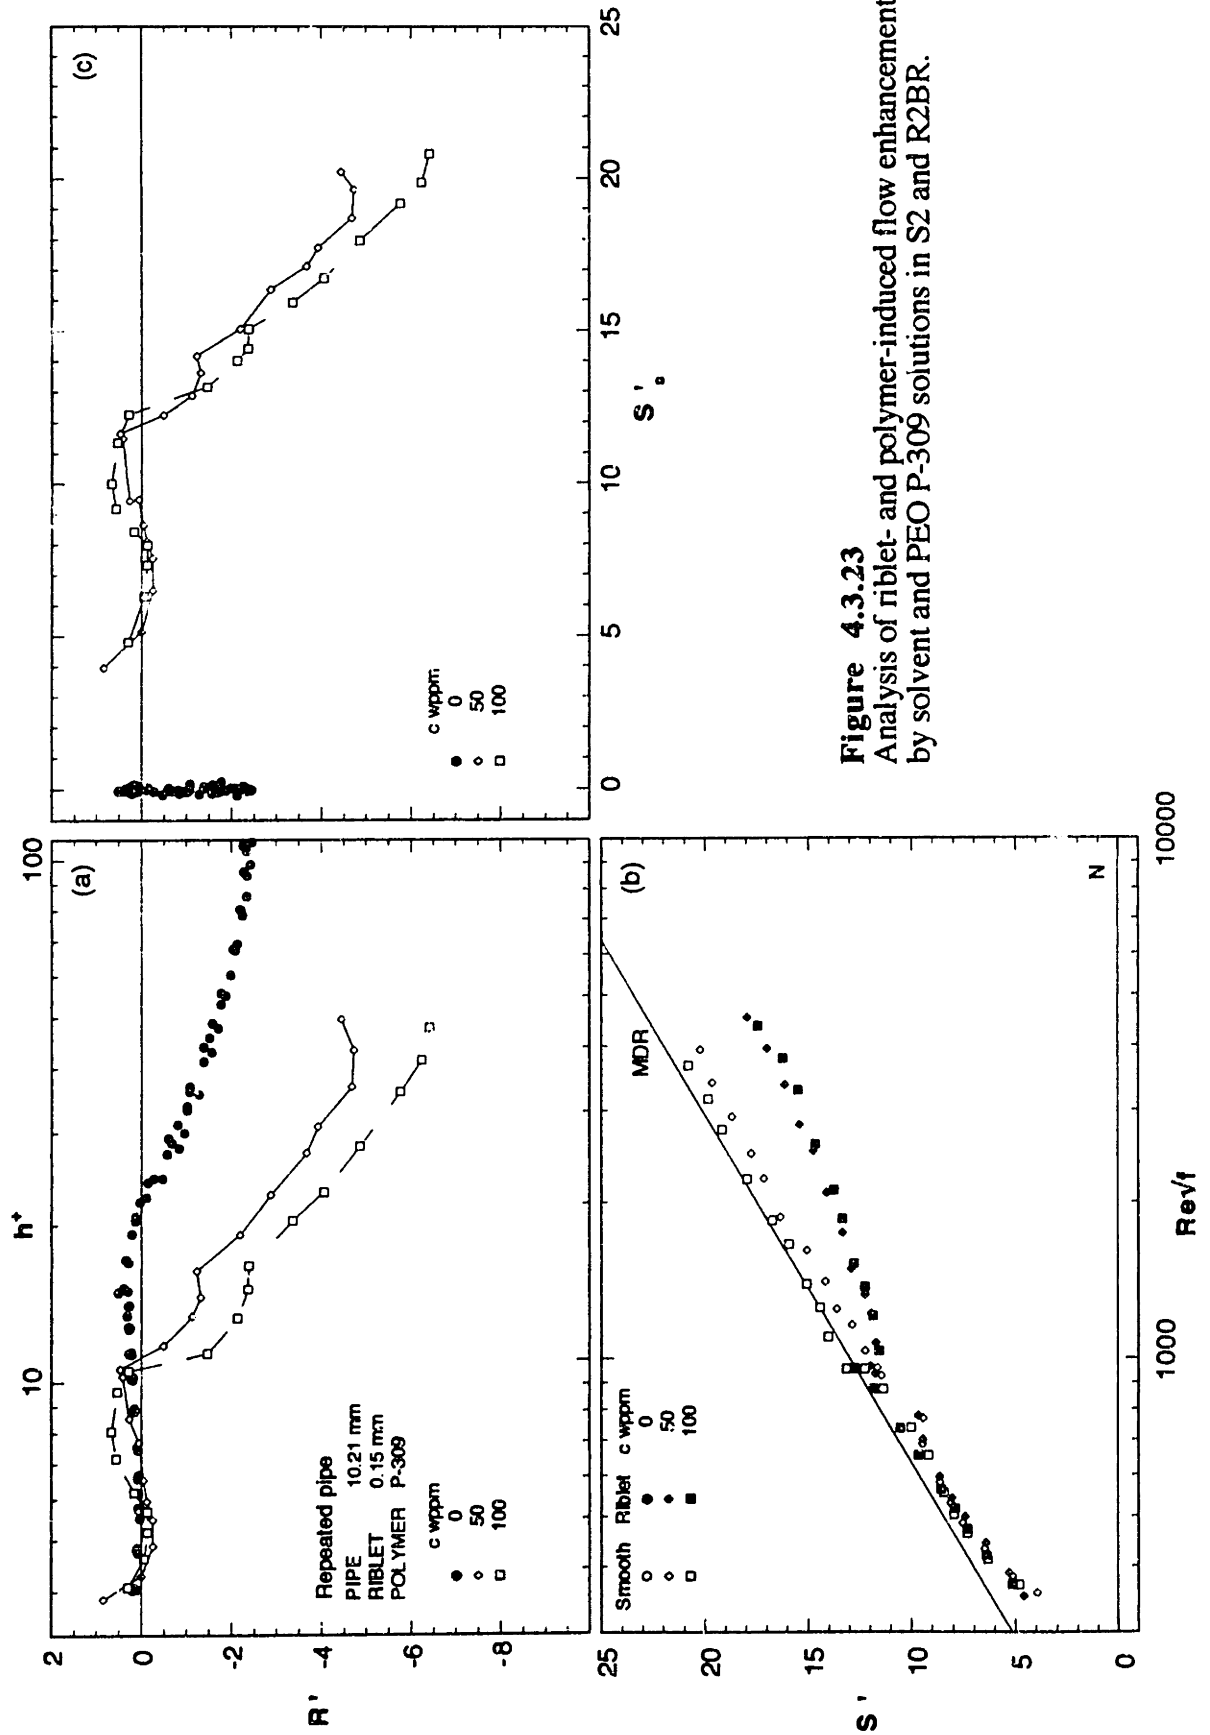 h⁺
10
100
(a)
2
0
-2
-4
-6
-8
R '
Repeated pipe
PIPE 10.21 mm
RIBLET 0.15 mm
POLYMER P-309
c wppm
0
50
100
(c)
c wppm
0
50
100
0
5
10
15
20
25
S '
(b)
MDR
N
Smooth Riblet c wppm
0
50
100
25
20
15
10
5
0
S '
1000
10000
Re√f
Figure 4.3.23
Analysis of riblet- and polymer-induced flow enhancement
by solvent and PEO P-309 solutions in S2 and R2BR.